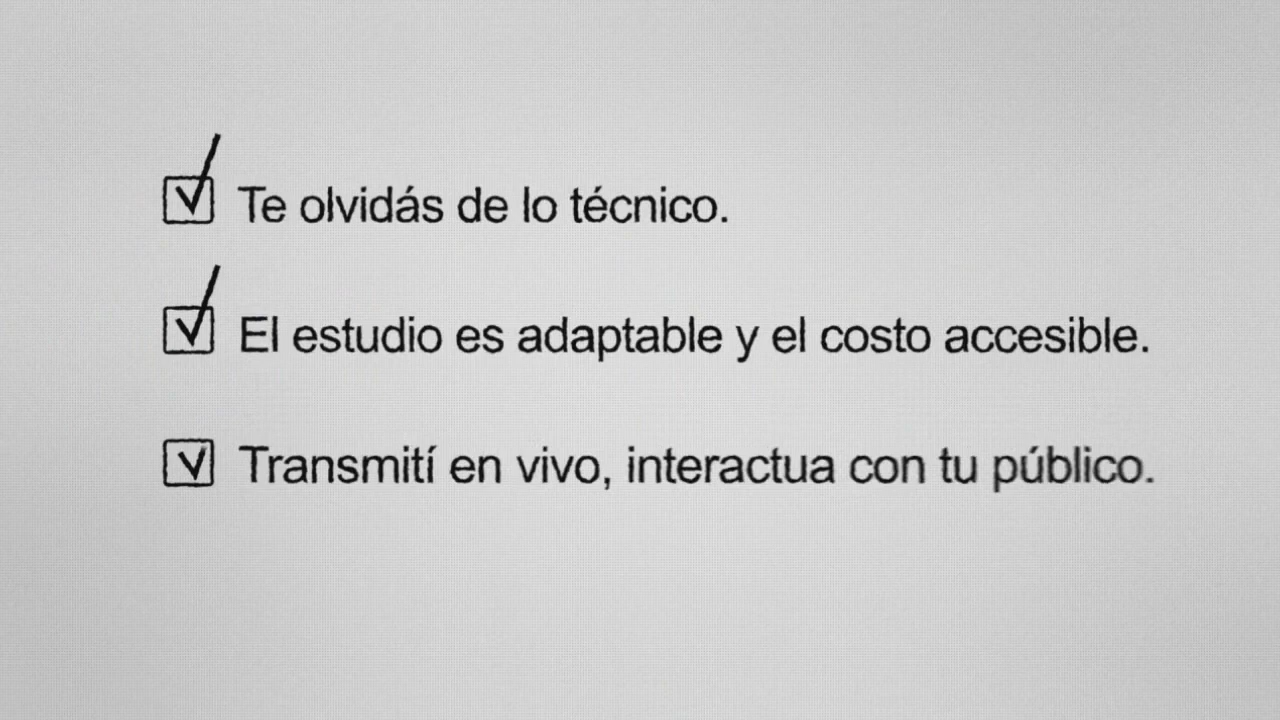 Te olvidás de lo técnico.
El estudio es adaptable y el costo accesible.
Transmití en vivo, interactua con tu público.